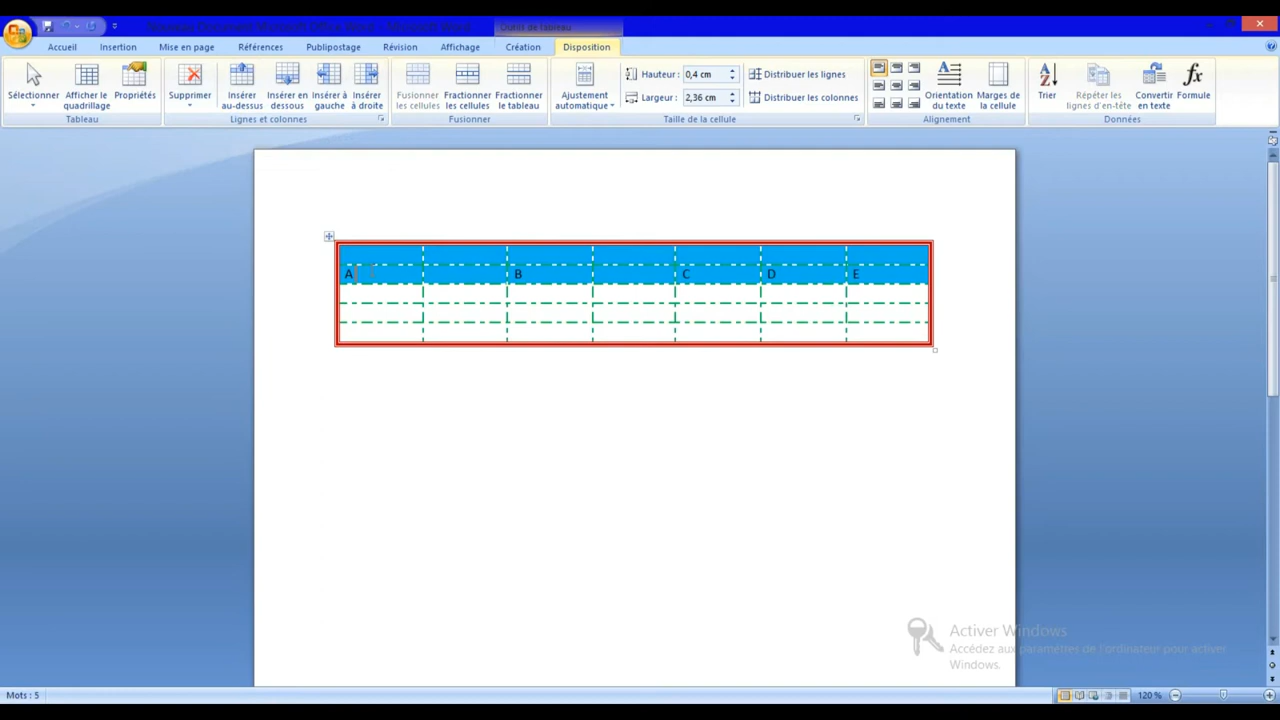 Outils de tableau
Accueil Insertion Mise en page Références Publipostage Révision Affichage Création Disposition
Sélectionner
Afficher le
quadrillage
Propriétés
Tableau
Supprimer
Insérer
au-dessus
Insérer en
dessous
Insérer à
gauche
Insérer
à droite
Lignes et colonnes
Fusionner
les cellules
Fractionner
les cellules
Fractionner
le tableau
Fusionner
Ajustement
automatique
Hauteur : 0,4 cm
Largeur : 2,36 cm
Distribuer les lignes
Distribuer les colonnes
Taille de la cellule
Orientation
du texte
Marges de
la cellule
Alignement
Trier
Répéter les
lignes d'en-tête
Convertir
en texte
Formule
Données
A B C D E
Activer Windows
Accédez aux paramètres de l'ordinateur pour activer
Windows.
Mots : 5
120 %